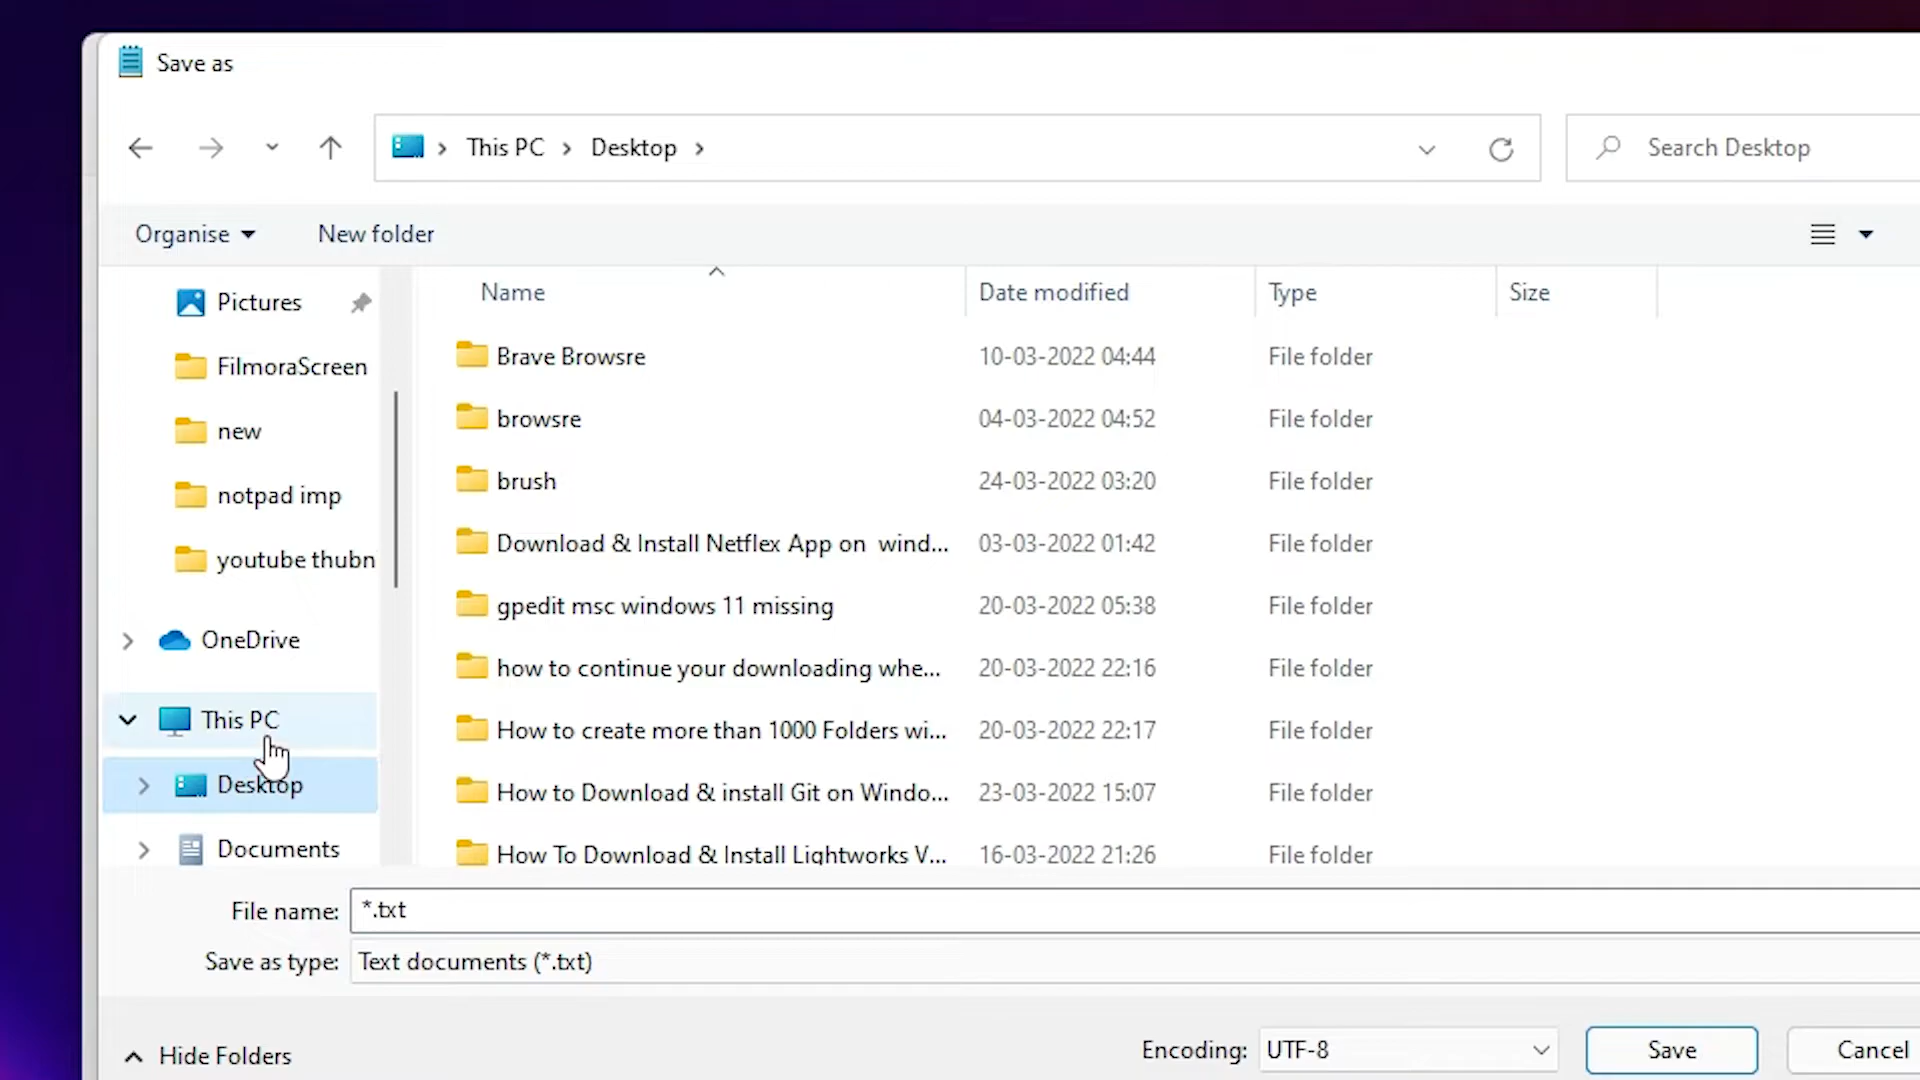 Save as
This PC
Desktop
Search Desktop
Organise
New folder
Name
Date modified
Type
Size
Pictures
FilmoraScreen
new
notpad imp
youtube thubn
OneDrive
This PC
Desktop
Documents
Brave Browsre 10-03-2022 04:44 File folder
browsre 04-03-2022 04:52 File folder
brush 24-03-2022 03:20 File folder
Download & Install Netflex App on wind... 03-03-2022 01:42 File folder
gpedit msc windows 11 missing 20-03-2022 05:38 File folder
how to continue your downloading whe... 20-03-2022 22:16 File folder
How to create more than 1000 Folders wi... 20-03-2022 22:17 File folder
How to Download & install Git on Windo... 23-03-2022 15:07 File folder
How To Download & Install Lightworks V... 16-03-2022 21:26 File folder
File name: *.txt
Save as type: Text documents (*.txt)
Hide Folders
Encoding: UTF-8
Save
Cancel